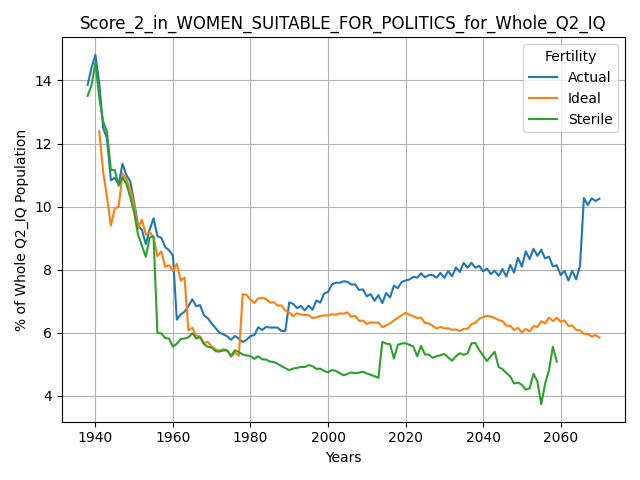 Score_2_in_WOMEN_SUITABLE_FOR_POLITICS_for_Whole_Q2_IQ
Fertility
Actual
Ideal
Sterile
% of Whole Q2_IQ Population
14
12
10
8
6
4
1940 1960 1980 2000 2020 2040 2060
Years